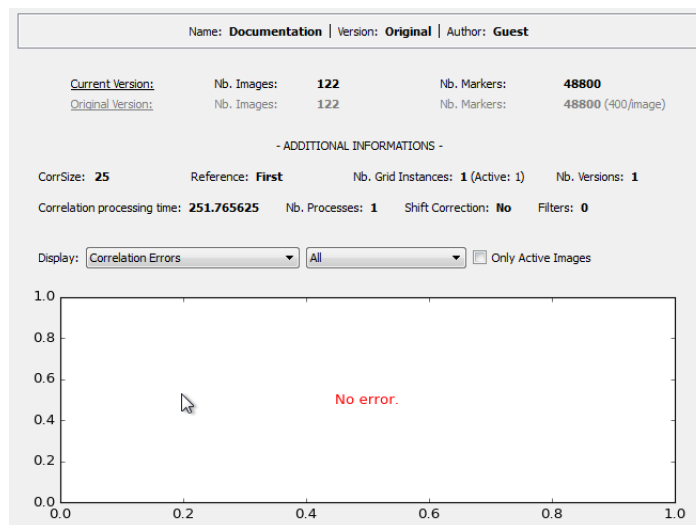 Name: Documentation | Version: Original | Author: Guest
Current Version: Nb. Images: 122 Nb. Markers: 48800
Original Version: Nb. Images: 122 Nb. Markers: 48800 (400/image)
- ADDITIONAL INFORMATIONS -
CorrSize: 25 Reference: First Nb. Grid Instances: 1 (Active: 1) Nb. Versions: 1
Correlation processing time: 251.765625 Nb. Processes: 1 Shift Correction: No Filters: 0
Display: Correlation Errors All Only Active Images
1.0
0.8
0.6
No error.
0.4
0.2
0.0
0.0 0.2 0.4 0.6 0.8 1.0